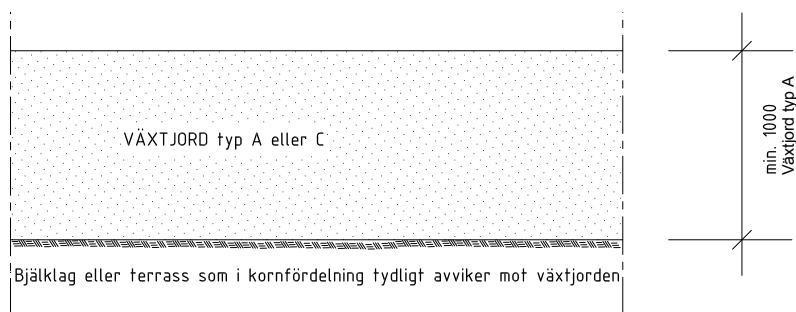 VÄXTJORD typ A eller C
min. 1000
Växtjord typ A
Bjälklag eller terrass som i kornfördelning tydligt avviker mot växtjorden